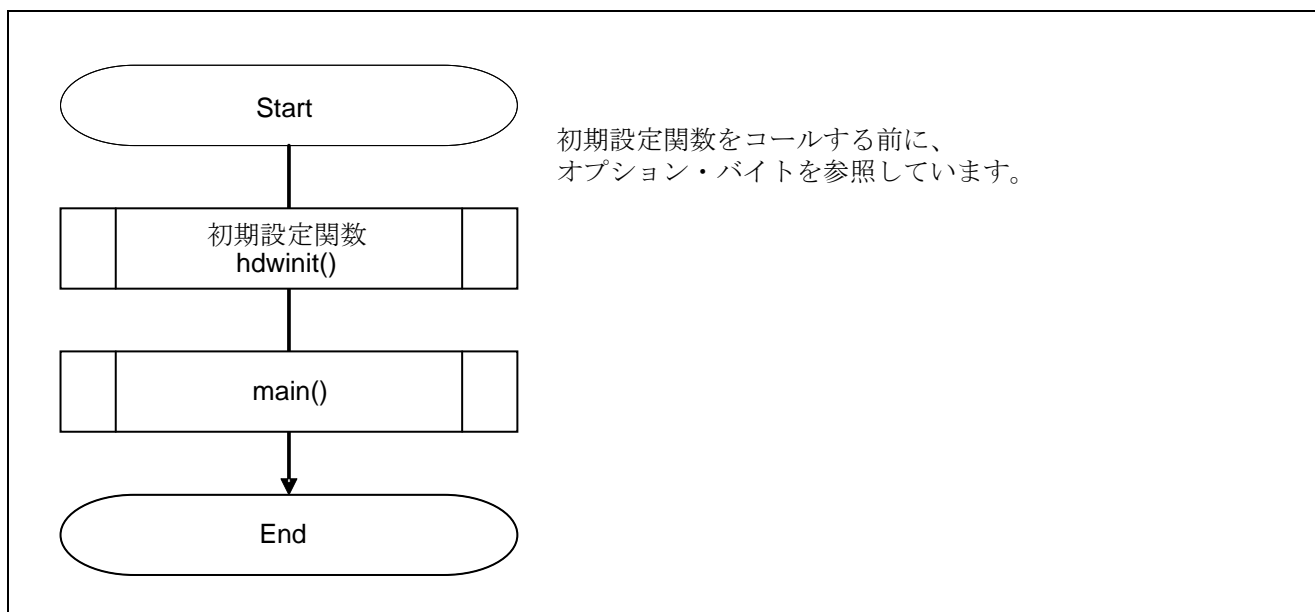 Start
初期設定関数をコールする前に、
オプション・バイトを参照しています。
初期設定関数
hdwinit()
main()
End